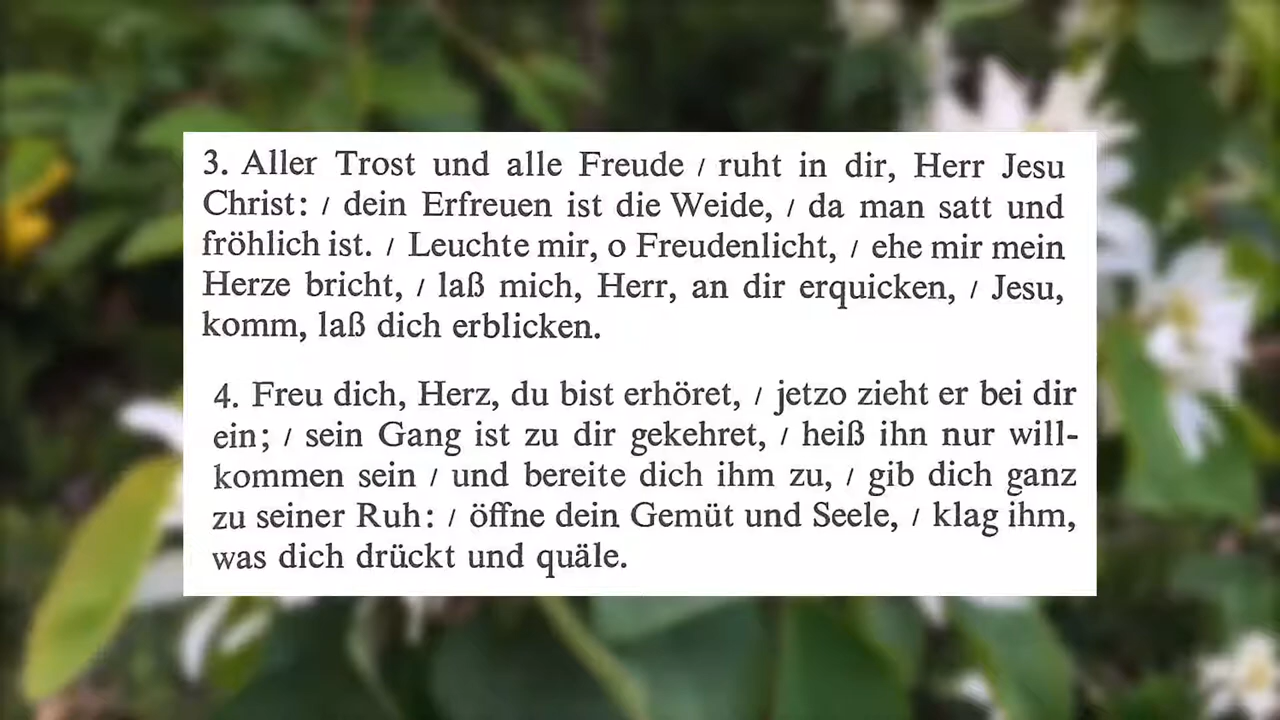 3. Aller Trost und alle Freude / ruht in dir, Herr Jesu
Christ: / dein Erfreuen ist die Weide, / da man satt und
fröhlich ist. / Leuchte mir, o Freudenlicht, / ehe mir mein
Herze bricht, / laß mich, Herr, an dir erquicken, / Jesu,
komm, laß dich erblicken.
4. Freu dich, Herz, du bist erhöret, / jetzo zieht er bei dir
ein; / sein Gang ist zu dir gekehret, / heiß ihn nur will-
kommen sein / und bereite dich ihm zu, / gib dich ganz
zu seiner Ruh: / öffne dein Gemüt und Seele, / klag ihm,
was dich drückt und quäle.